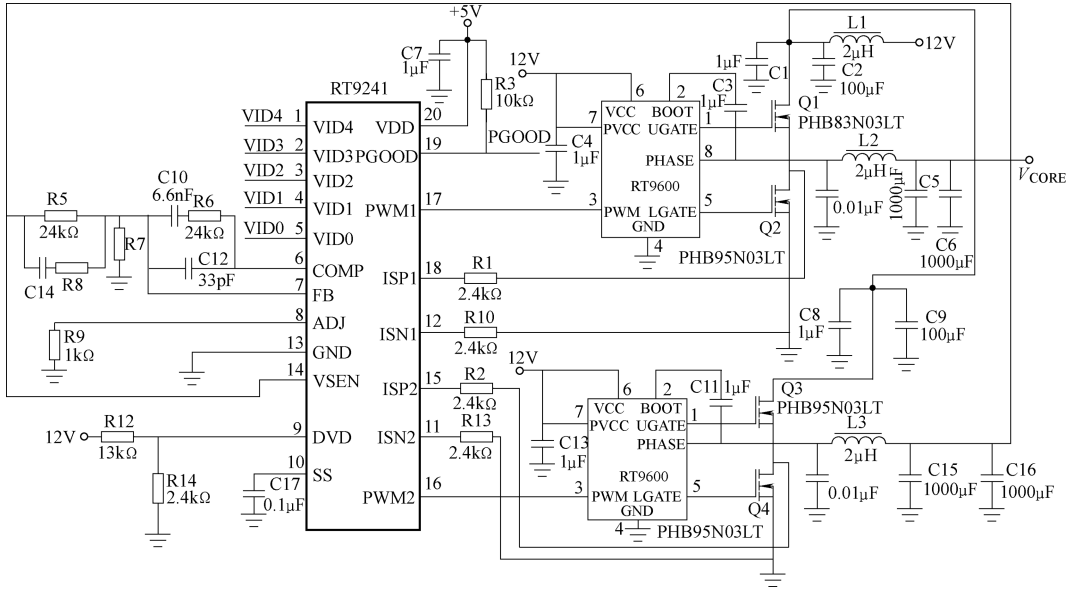 +5V
C7
1μF
R3
10kΩ
12V
1μF
C1
L1
2μH
12V
C2
100μF
RT9241
VID4 1 VID4
VID3 2 VID3
VID2 3 VID2
VID1 4 VID1
VID0 5 VID0
6 COMP
7 FB
8 ADJ
13 GND
14 VSEN
9 DVD
10 SS
VDD 20
PGOOD 19
PGOOD
PWM1 17
ISP1 18
ISN1 12
ISP2 15
ISN2 11
PWM2 16
C4
1μF
6 2
VCC BOOT
7 PVCC UGATE 1
PHASE 8
RT9600
3 PWM LGATE 5
GND
4
C3
1μF
Q1
PHB83N03LT
L2
2μH
VCORE
0.01μF
1000μF
C5
C6
1000μF
Q2
PHB95N03LT
C10
6.6nF
R6
24kΩ
R5
24kΩ
R7
C12
33pF
C14
R8
R9
1kΩ
R1
2.4kΩ
R10
2.4kΩ
R2
2.4kΩ
R13
2.4kΩ
C8
1μF
C9
100μF
12V
C11
1μF
Q3
PHB95N03LT
6 2
VCC BOOT
7 PVCC UGATE 1
PHASE
RT9600
3 PWM LGATE 5
GND
4
C13
1μF
L3
2μH
0.01μF
C15
1000μF
C16
1000μF
Q4
PHB95N03LT
12V
R12
13kΩ
R14
2.4kΩ
C17
0.1μF